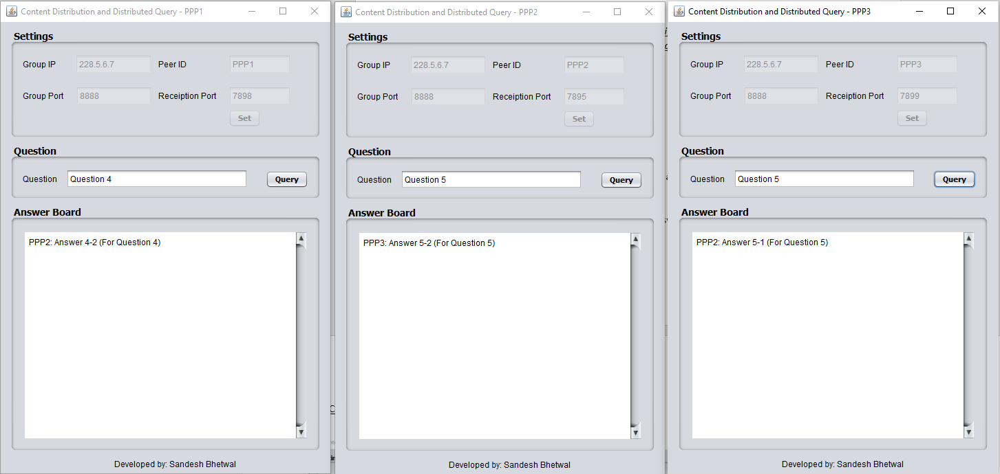 Content Distribution and Distributed Query - PPP1
Settings
Group IP 228.5.6.7 Peer ID PPP1
Group Port 8888 Receiption Port 7898
Set
Question
Question Question 4 Query
Answer Board
PPP2: Answer 4-2 (For Question 4)
Developed by: Sandesh Bhetwal
Content Distribution and Distributed Query - PPP2
Settings
Group IP 228.5.6.7 Peer ID PPP2
Group Port 8888 Receiption Port 7895
Set
Question
Question Question 5 Query
Answer Board
PPP3: Answer 5-2 (For Question 5)
Developed by: Sandesh Bhetwal
Content Distribution and Distributed Query - PPP3
Settings
Group IP 228.5.6.7 Peer ID PPP3
Group Port 8888 Receiption Port 7899
Set
Question
Question Question 5 Query
Answer Board
PPP2: Answer 5-1 (For Question 5)
Developed by: Sandesh Bhetwal